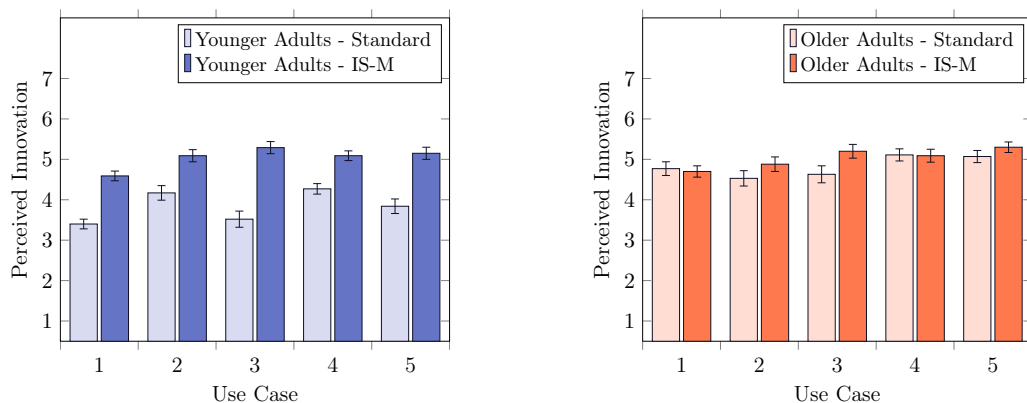 Younger Adults - Standard
Younger Adults - IS-M
7
6
5
4
3
2
1
Perceived Innovation
1 2 3 4 5
Use Case
Older Adults - Standard
Older Adults - IS-M
7
6
5
4
3
2
1
Perceived Innovation
1 2 3 4 5
Use Case